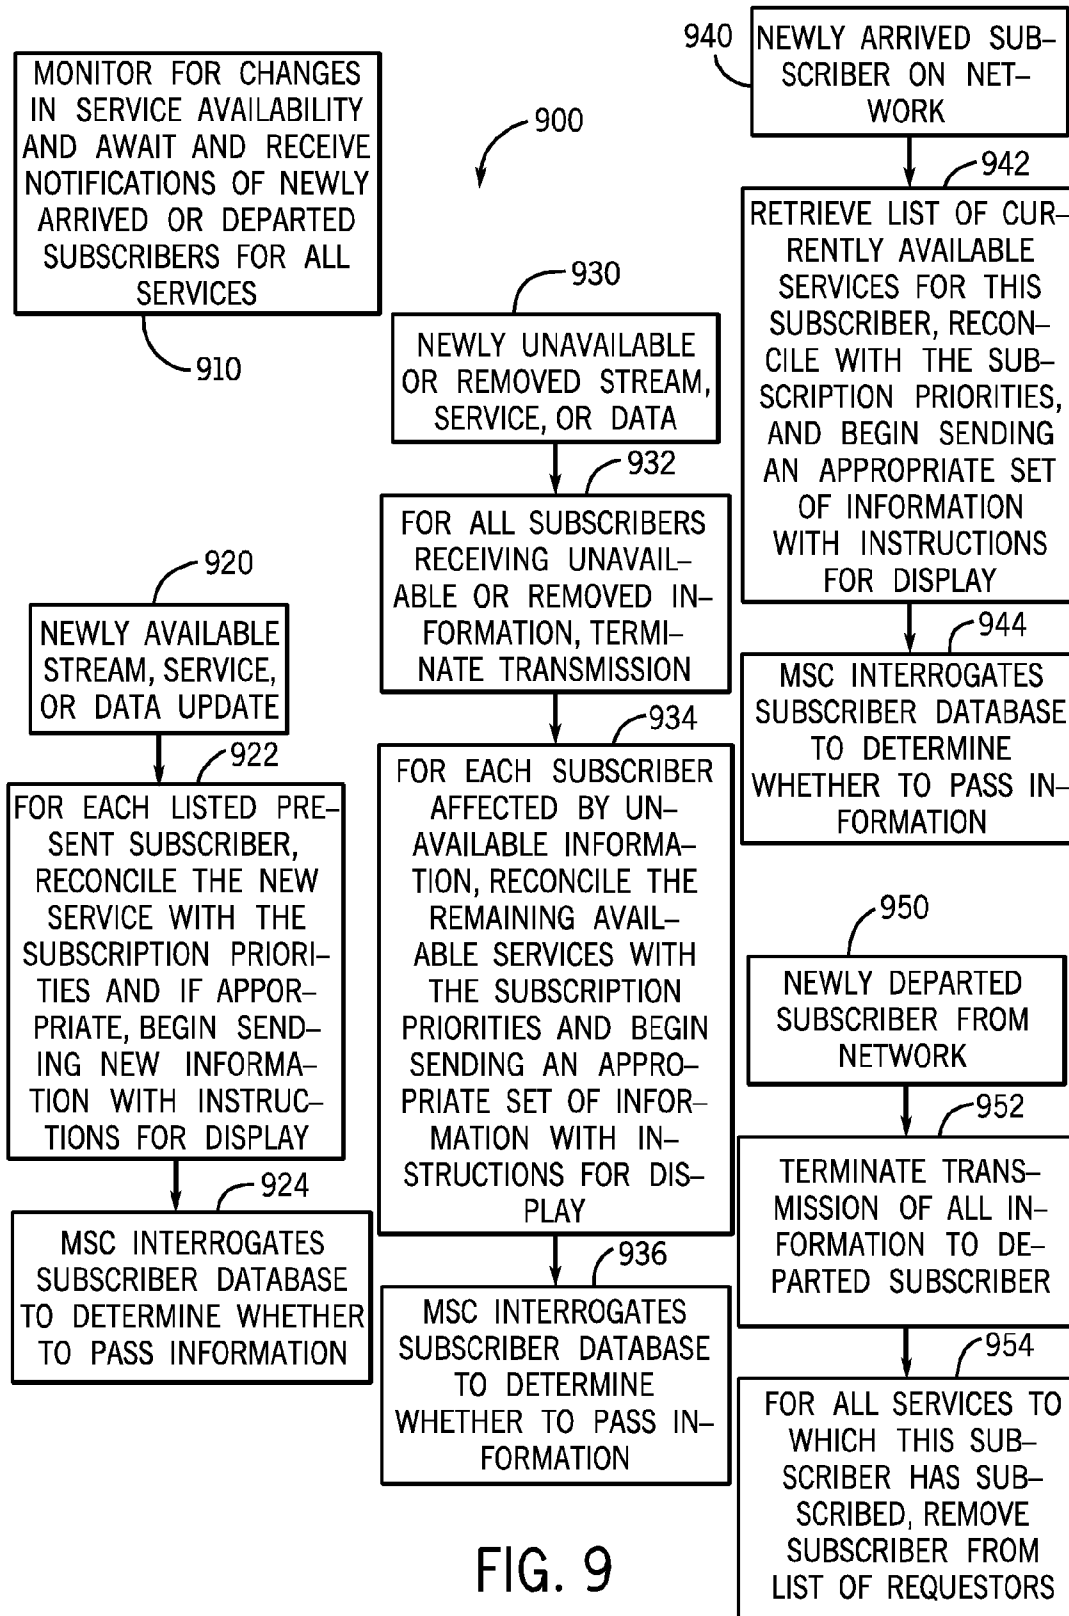 MONITOR FOR CHANGES
IN SERVICE AVAILABILITY
AND AWAIT AND RECEIVE
NOTIFICATIONS OF NEWLY
ARRIVED OR DEPARTED
SUBSCRIBERS FOR ALL
SERVICES
910
900
920
NEWLY AVAILABLE
STREAM, SERVICE,
OR DATA UPDATE
922
FOR EACH LISTED PRE-
SENT SUBSCRIBER,
RECONCILE THE NEW
SERVICE WITH THE
SUBSCRIPTION PRIORI-
TIES AND IF APPOR-
PRIATE, BEGIN SEND-
ING NEW INFORMA-
TION WITH INSTRUC-
TIONS FOR DISPLAY
924
MSC INTERROGATES
SUBSCRIBER DATABASE
TO DETERMINE WHETHER
TO PASS INFORMATION
930
NEWLY UNAVAILABLE
OR REMOVED STREAM,
SERVICE, OR DATA
932
FOR ALL SUBSCRIBERS
RECEIVING UNAVAIL-
ABLE OR REMOVED IN-
FORMATION, TERMI-
NATE TRANSMISSION
934
FOR EACH SUBSCRIBER
AFFECTED BY UN-
AVAILABLE INFORMA-
TION, RECONCILE THE
REMAINING AVAIL-
ABLE SERVICES WITH
THE SUBSCRIPTION
PRIORITIES AND BEGIN
SENDING AN APPRO-
PRIATE SET OF INFOR-
MATION WITH IN-
STRUCTIONS FOR DIS-
PLAY
936
MSC INTERROGATES
SUBSCRIBER DATABASE
TO DETERMINE
WHETHER TO PASS IN-
FORMATION
940
NEWLY ARRIVED SUB-
SCRIBER ON NET-
WORK
942
RETRIEVE LIST OF CUR-
RENTLY AVAILABLE
SERVICES FOR THIS
SUBSCRIBER, RECON-
CILE WITH THE SUB-
SCRIPTION PRIORITIES,
AND BEGIN SENDING
AN APPROPRIATE SET
OF INFORMATION
WITH INSTRUCTIONS
FOR DISPLAY
944
MSC INTERROGATES
SUBSCRIBER DATABASE
TO DETERMINE
WHETHER TO PASS IN-
FORMATION
950
NEWLY DEPARTED
SUBSCRIBER FROM
NETWORK
952
TERMINATE TRANS-
MISSION OF ALL IN-
FORMATION TO DE-
PARTED SUBSCRIBER
954
FOR ALL SERVICES TO
WHICH THIS SUB-
SCRIBER HAS SUB-
SCRIBED, REMOVE
SUBSCRIBER FROM
LIST OF REQUESTORS
FIG. 9